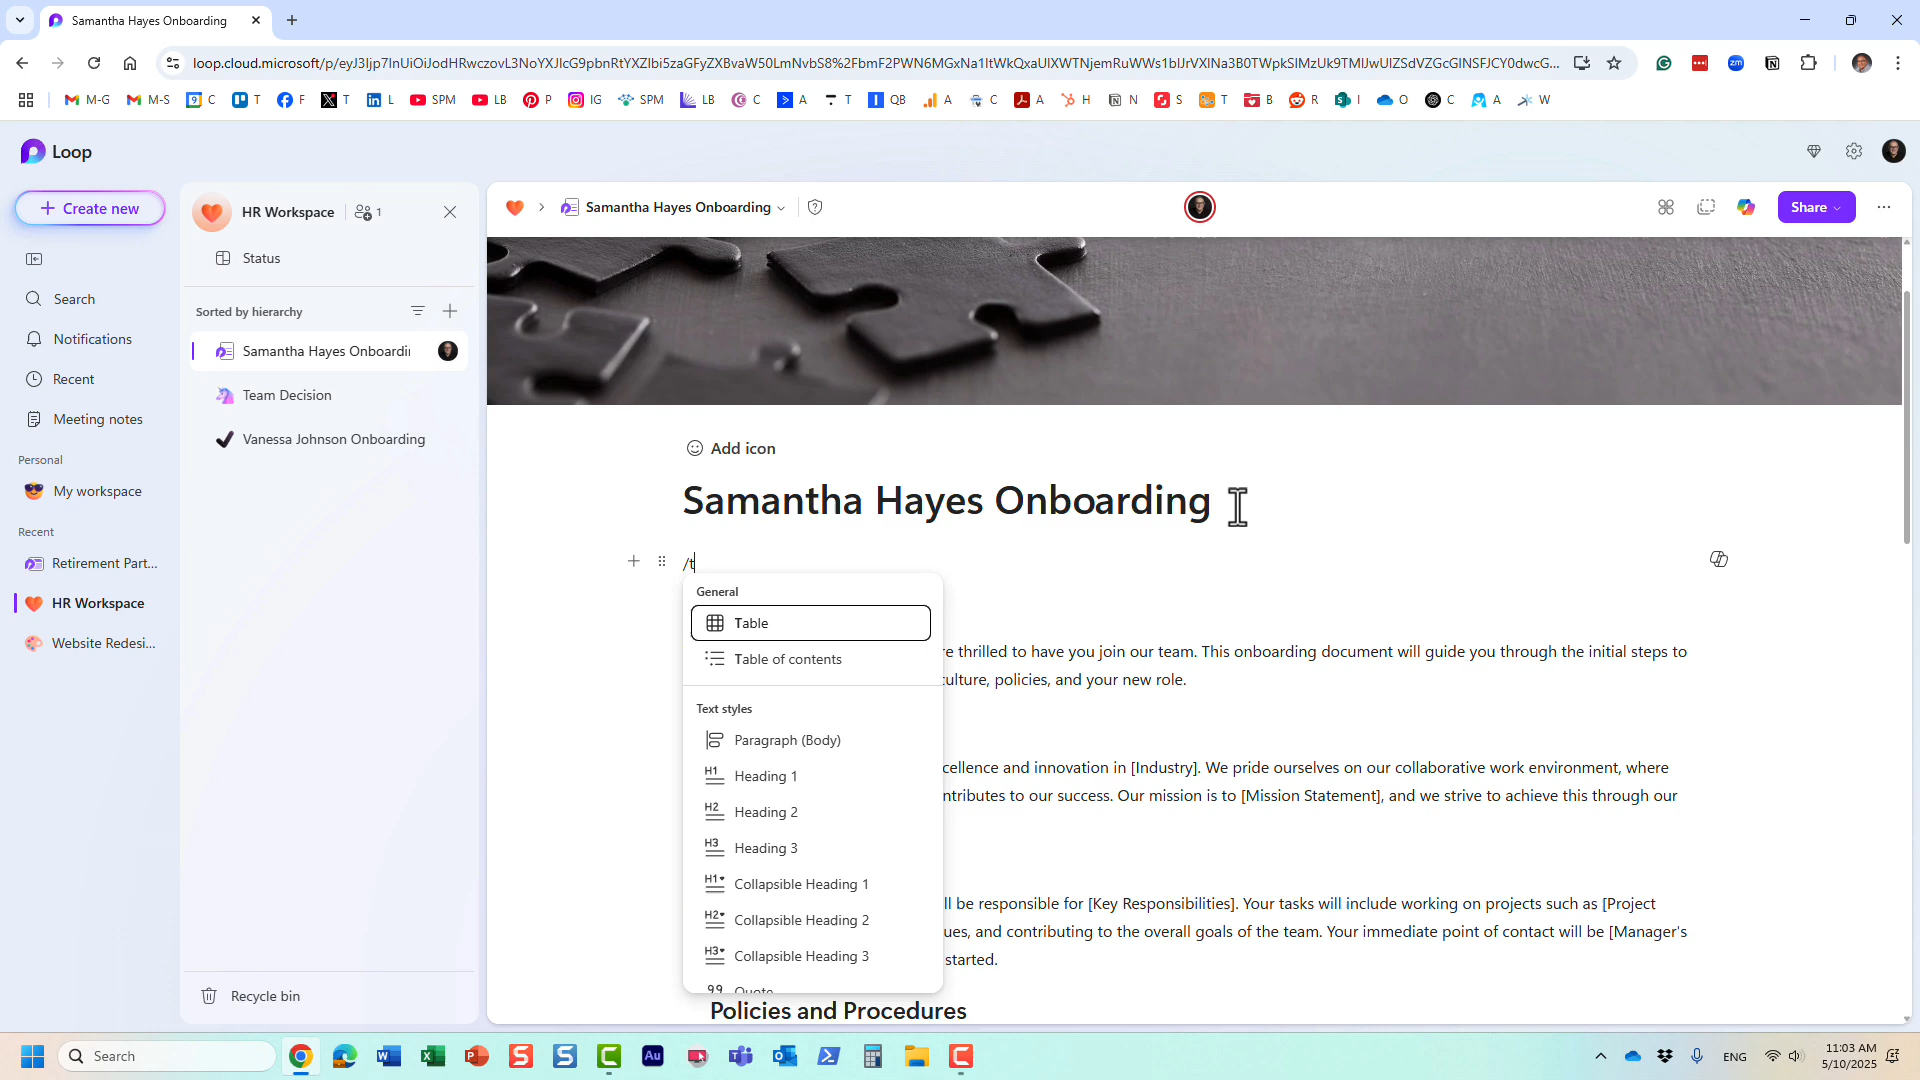 Samantha Hayes Onboarding
loop.cloud.microsoft/p/
M-G
M-S
C
T
F
T
L
SPM
LB
P
IG
SPM
LB
C
A
T
QB
A
C
A
H
N
S
T
B
R
I
O
C
A
W
Loop
Create new
Search
Notifications
Recent
Meeting notes
Personal
My workspace
Recent
Retirement Part...
HR Workspace
Website Redesi...
HR Workspace
1
Status
Sorted by hierarchy
Samantha Hayes Onboardin
Team Decision
Vanessa Johnson Onboarding
Recycle bin
Samantha Hayes Onboarding
Share
Add icon
Samantha Hayes Onboarding
/t
General
Table
Table of contents
Text styles
Paragraph (Body)
H1 Heading 1
H2 Heading 2
H3 Heading 3
H1 Collapsible Heading 1
H2 Collapsible Heading 2
H3 Collapsible Heading 3
Quote
e thrilled to have you join our team. This onboarding document will guide you through the initial steps to
ulture, policies, and your new role.
cellence and innovation in [Industry]. We pride ourselves on our collaborative work environment, where
ntributes to our success. Our mission is to [Mission Statement], and we strive to achieve this through our
ll be responsible for [Key Responsibilities]. Your tasks will include working on projects such as [Project
ues, and contributing to the overall goals of the team. Your immediate point of contact will be [Manager's
started.
Policies and Procedures
Search
ENG
11:03 AM
5/10/2025